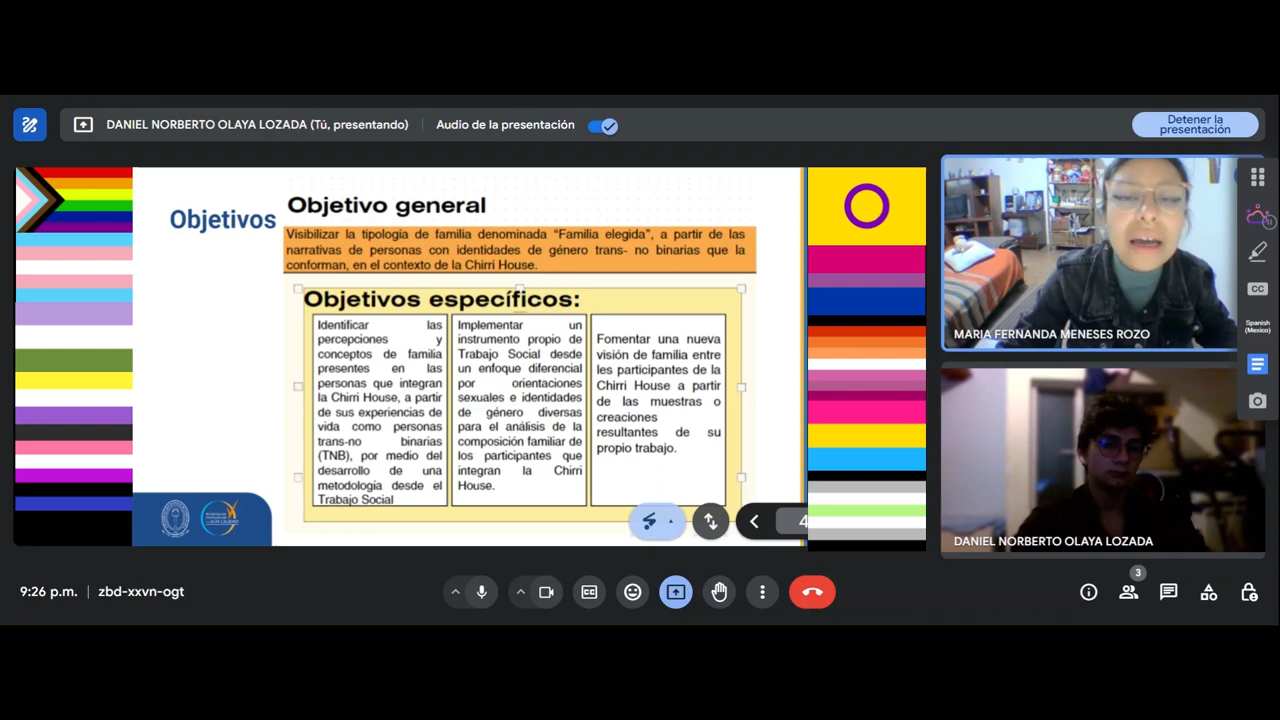 DANIEL NORBERTO OLAYA LOZADA (Tú, presentando)
Audio de la presentación
Detener la
presentación
Objetivos
Objetivo general
Visibilizar la tipologia de familia denominada “Familia elegida”, a partir de las
narrativas de personas con identidades de género trans- no binarias que la
conforman, en el contexto de la Chirri House.
Objetivos específicos:
Identificar las
percepciones y
conceptos de familia
presentes en las
personas que integran
la Chirri House, a partir
de sus experiencias de
vida como personas
trans-no binarias
(TNB), por medio del
desarrollo de una
metodologia desde el
Trabajo Social
Implementar un
instrumento propio de
Trabajo Social desde
un enfoque diferencial
por orientaciones
sexuales e identidades
de género diversas
para el análisis de la
composición familiar de
los participantes que
integran la Chirri
House.
Fomentar una nueva
visión de familia entre
les participantes de la
Chirri House a partir
de las muestras o
creaciones
resultantes de su
propio trabajo.
4
MARIA FERNANDA MENESES ROZO
CC
Spanish
(Mexico)
DANIEL NORBERTO OLAYA LOZADA
9:26 p.m.
zbd-xxvn-ogt
3